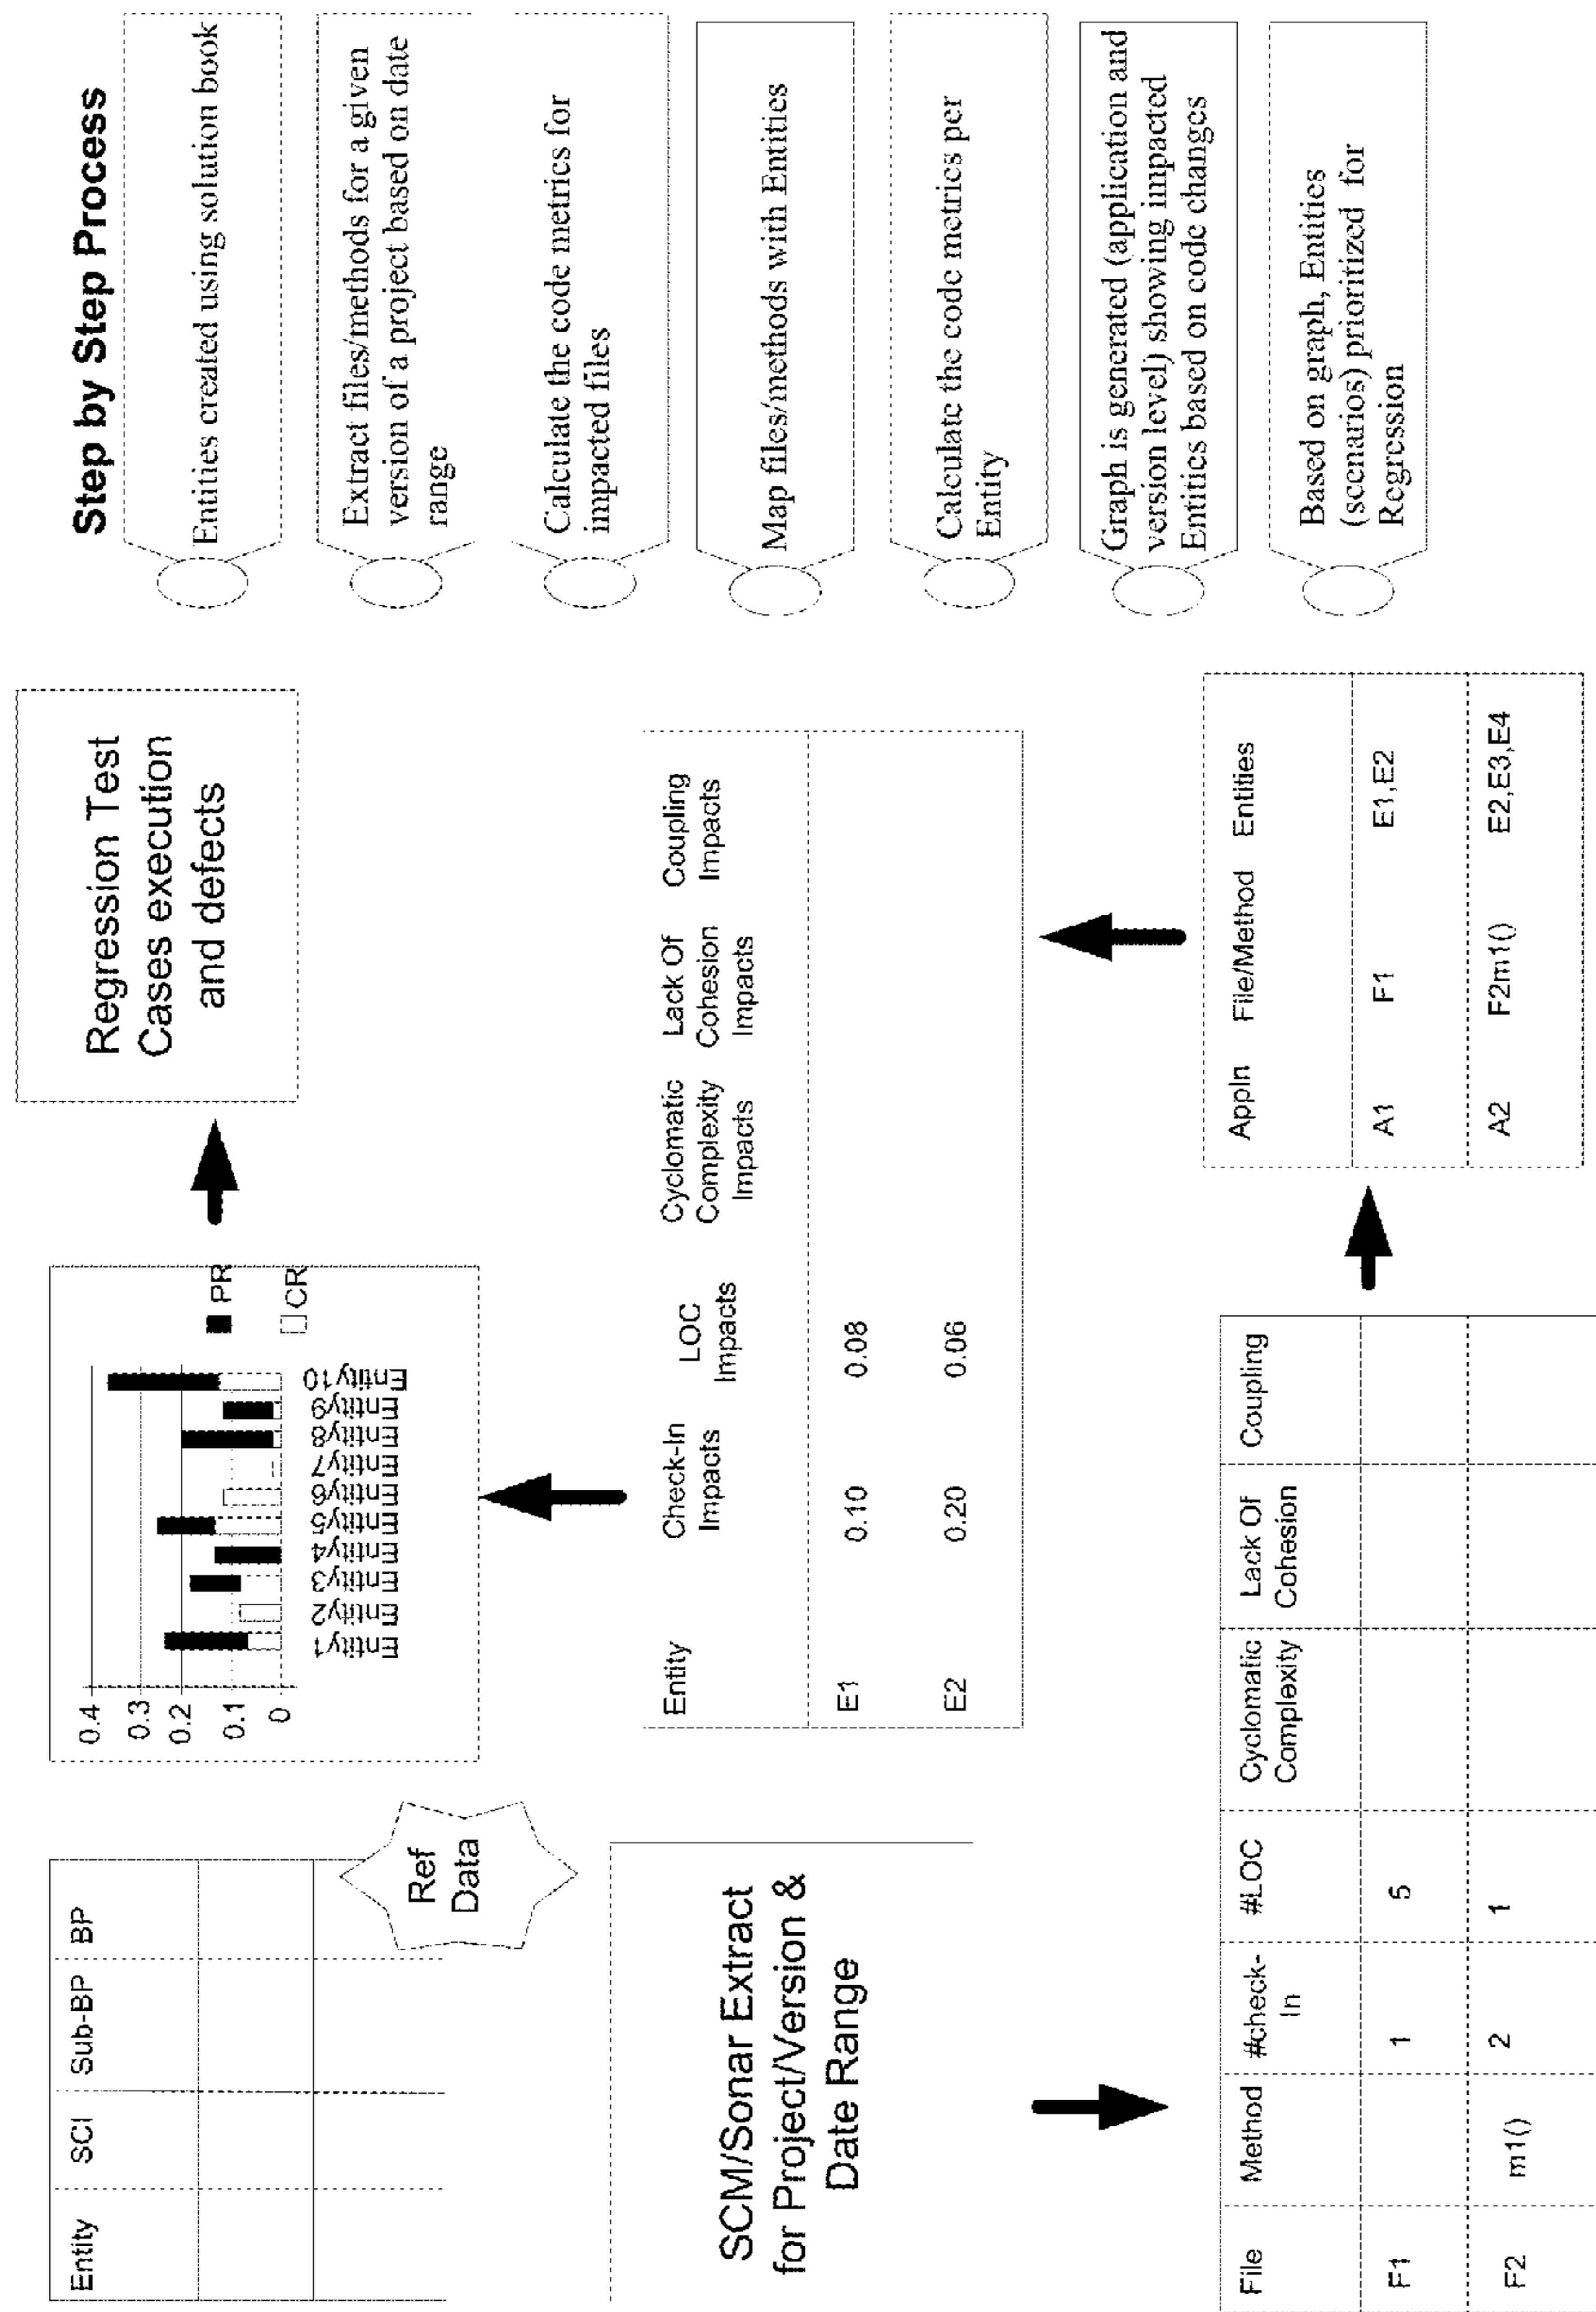 Entity SCI Sub-BP BP
Ref
Data
0.4
0.3
0.2
0.1
0
Entity1
Entity2
Entity3
Entity4
Entity5
Entity6
Entity7
Entity8
Entity9
Entity10
PR
CR
Regression Test
Cases execution
and defects
Step by Step Process
Entities created using solution book
Extract files/methods for a given
version of a project based on date
range
Calculate the code metrics for
impacted files
Map files/methods with Entities
Calculate the code metrics per
Entity
Graph is generated (application and
version level) showing impacted
Entities based on code changes
Based on graph, Entities
(scenarios) prioritized for
Regression
SCM/Sonar Extract
for Project/Version &
Date Range
Entity
Check-In
Impacts
LOC
Impacts
Cyclomatic
Complexity
Impacts
Lack Of
Cohesion
Impacts
Coupling
Impacts
E1 0.10 0.08
E2 0.20 0.06
File
Method
#check-
In
#LOC
Cyclomatic
Complexity
Lack Of
Cohesion
Coupling
F1 1 5
F2 m1() 2 1
Appln File/Method Entities
A1 F1 E1,E2
A2 F2m1() E2,E3,E4